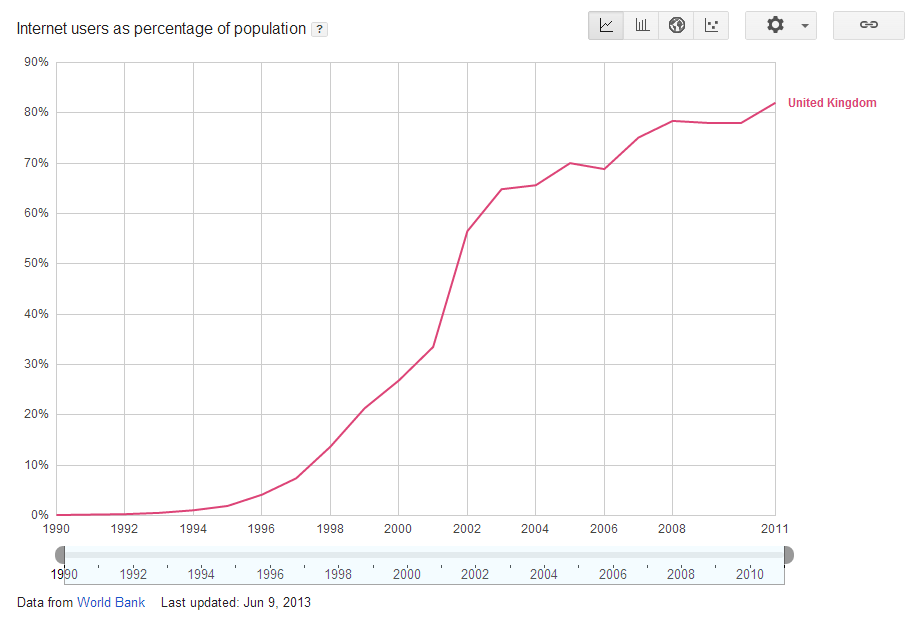 Internet users as percentage of population ?
90%
80%
70%
60%
50%
40%
30%
20%
10%
0%
United Kingdom
1990 1992 1994 1996 1998 2000 2002 2004 2006 2008 2011
1990 1992 1994 1996 1998 2000 2002 2004 2006 2008 2010
Data from World Bank Last updated: Jun 9, 2013